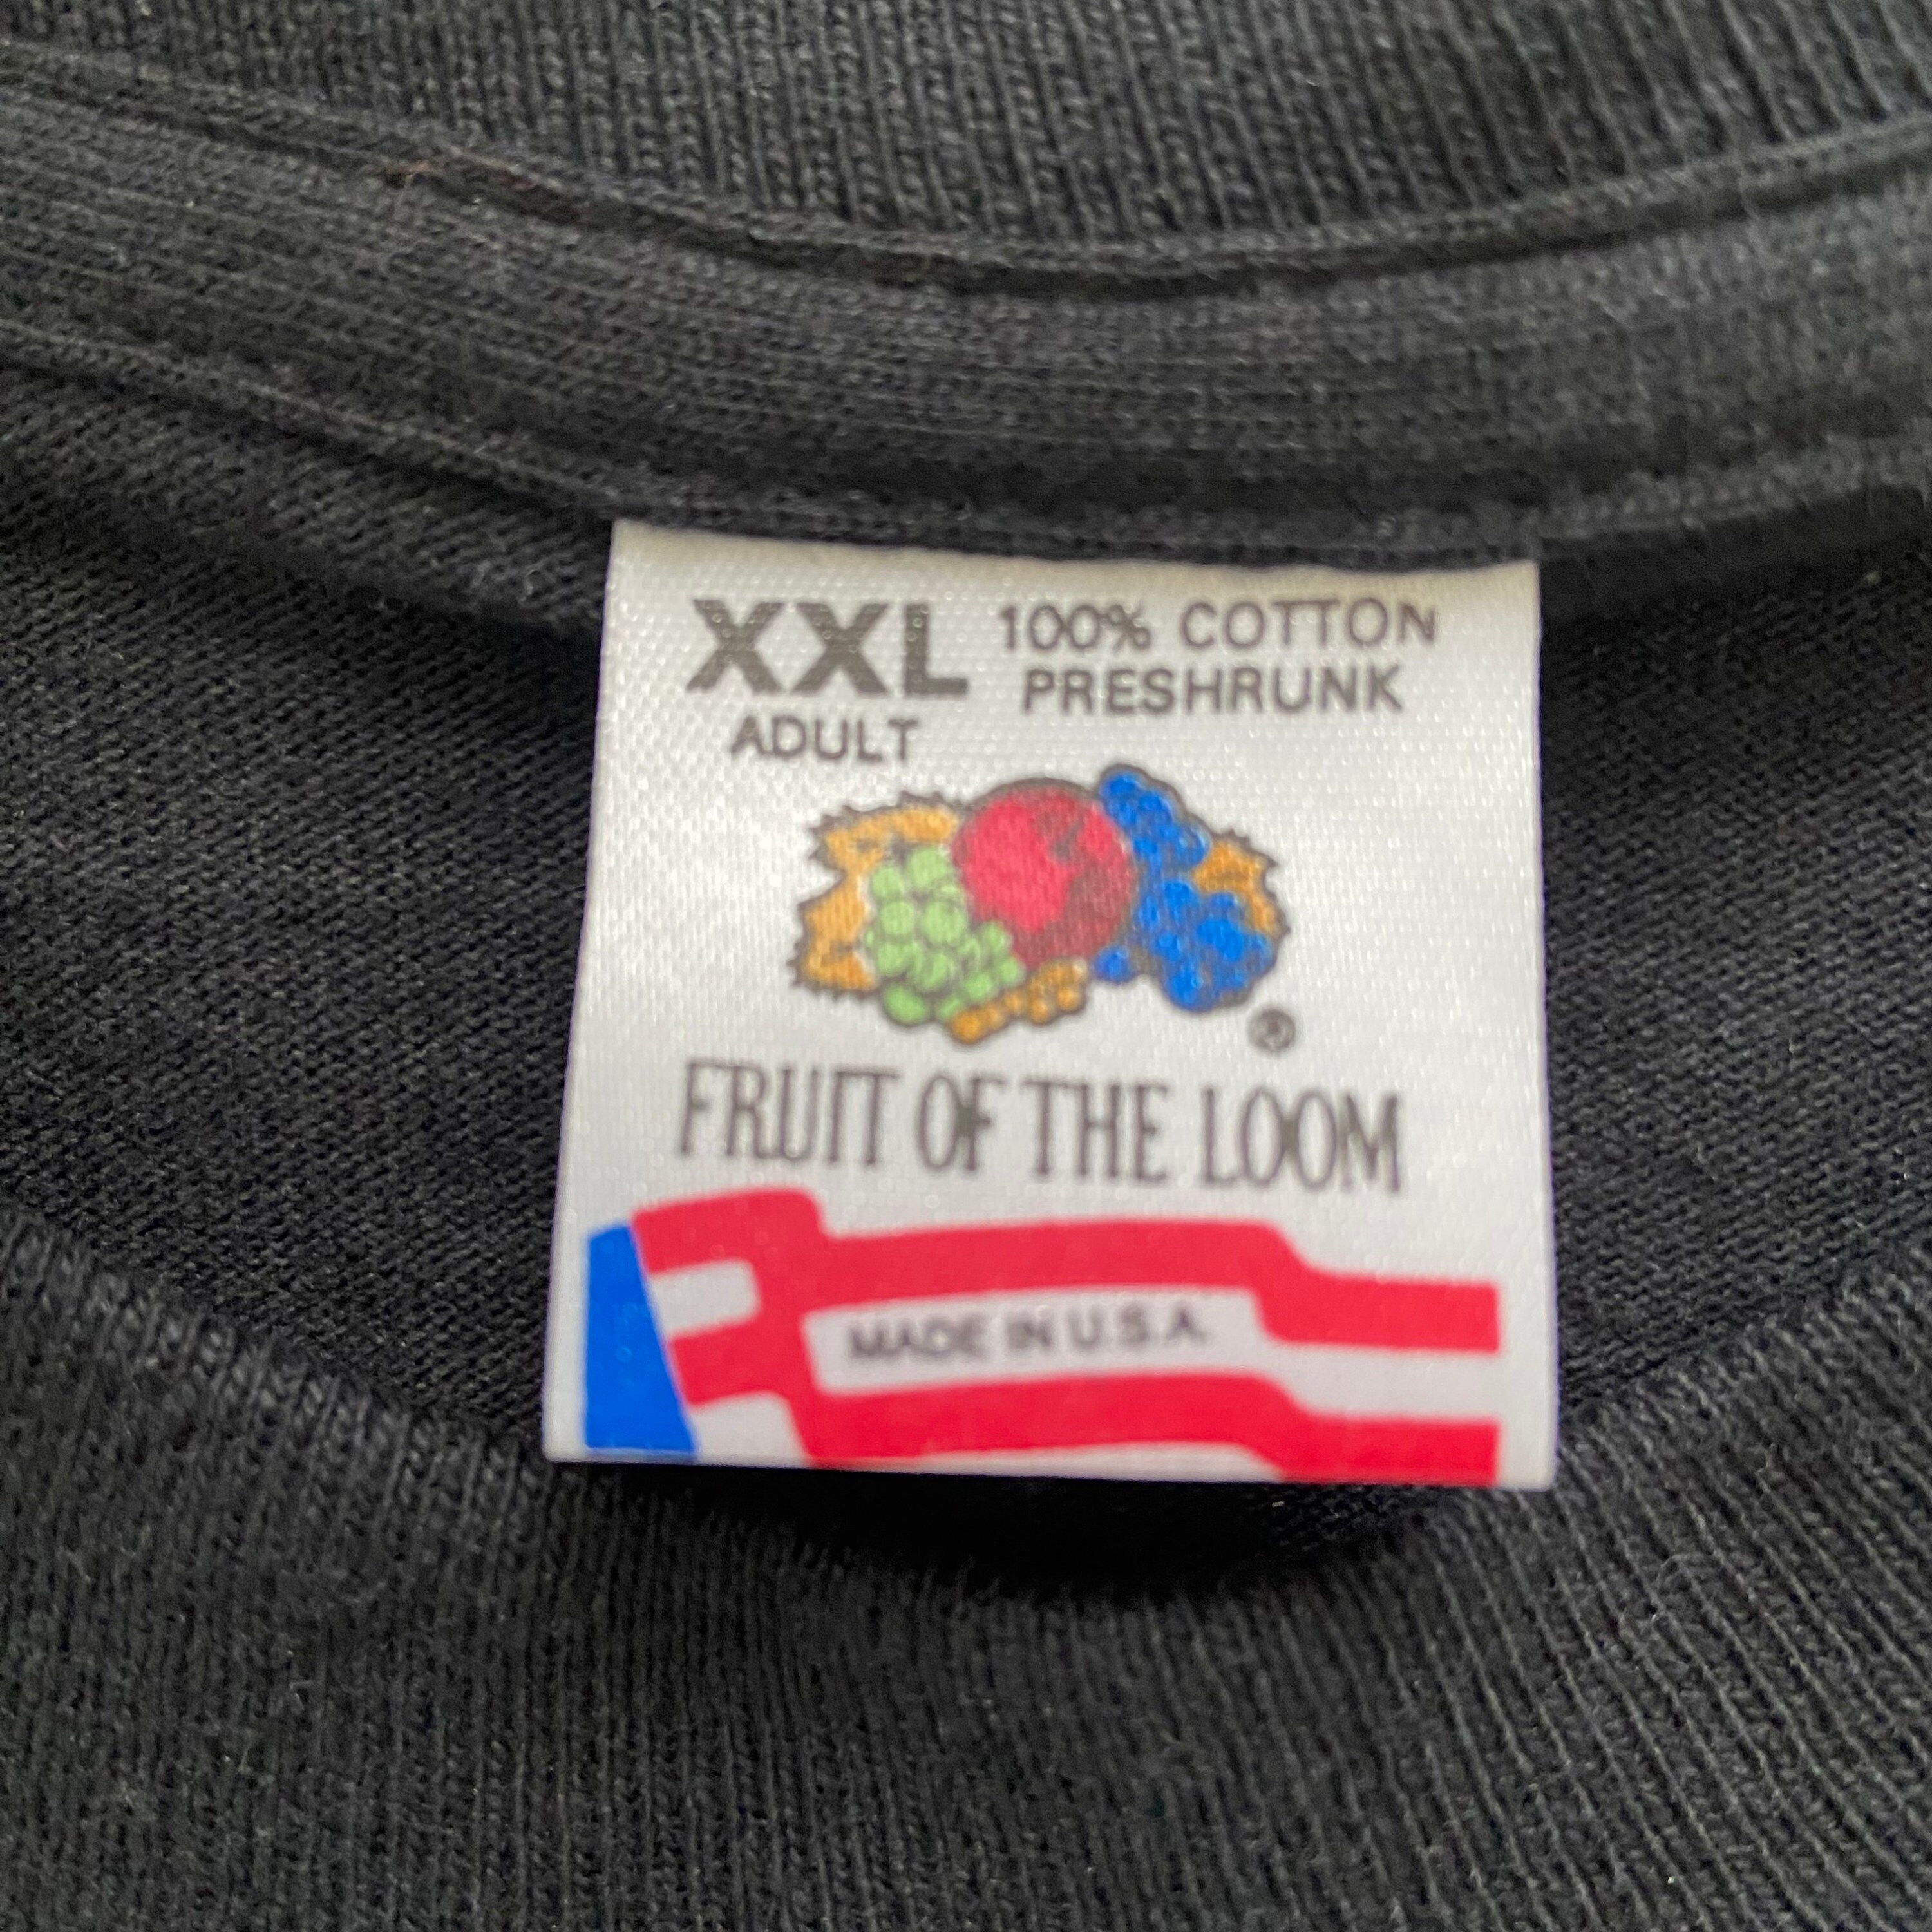 XXL 100% COTTON
ADULT PRESHRUNK
®
FRUIT OF THE LOOM
MADE IN U.S.A.